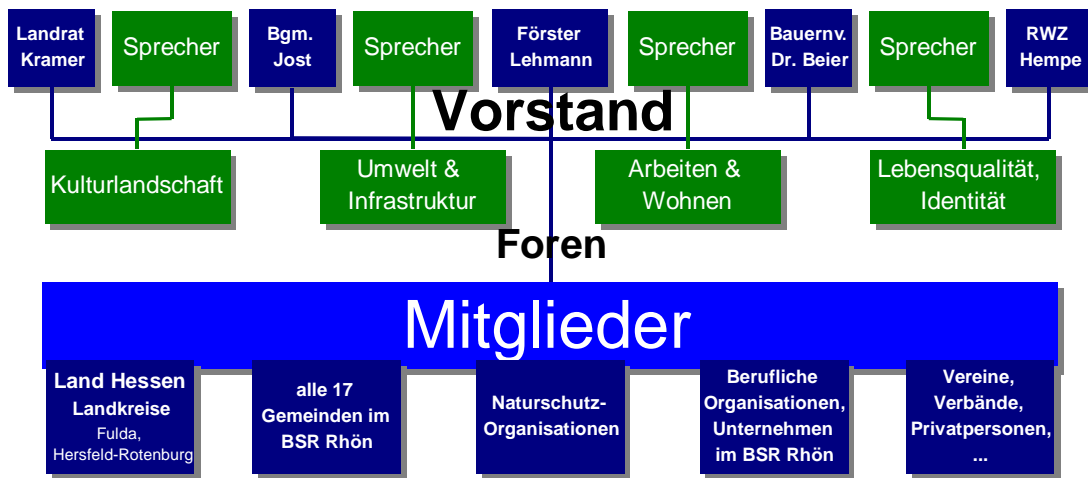 Landrat
Kramer
Sprecher
Bgm.
Jost
Sprecher
Förster
Lehmann
Sprecher
Bauernv.
Dr. Beier
Sprecher
RWZ
Hempe
Vorstand
Kulturlandschaft
Umwelt &
Infrastruktur
Arbeiten &
Wohnen
Lebensqualität,
Identität
Foren
Mitglieder
Land Hessen
Landkreise
Fulda,
Hersfeld-Rotenburg
alle 17
Gemeinden im
BSR Rhön
Naturschutz-
Organisationen
Berufliche
Organisationen,
Unternehmen
im BSR Rhön
Vereine,
Verbände,
Privatpersonen,
...